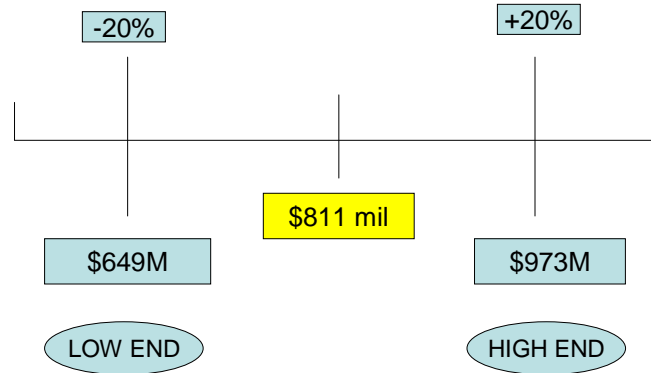 -20%
+20%
$811 mil
$649M
$973M
LOW END
HIGH END